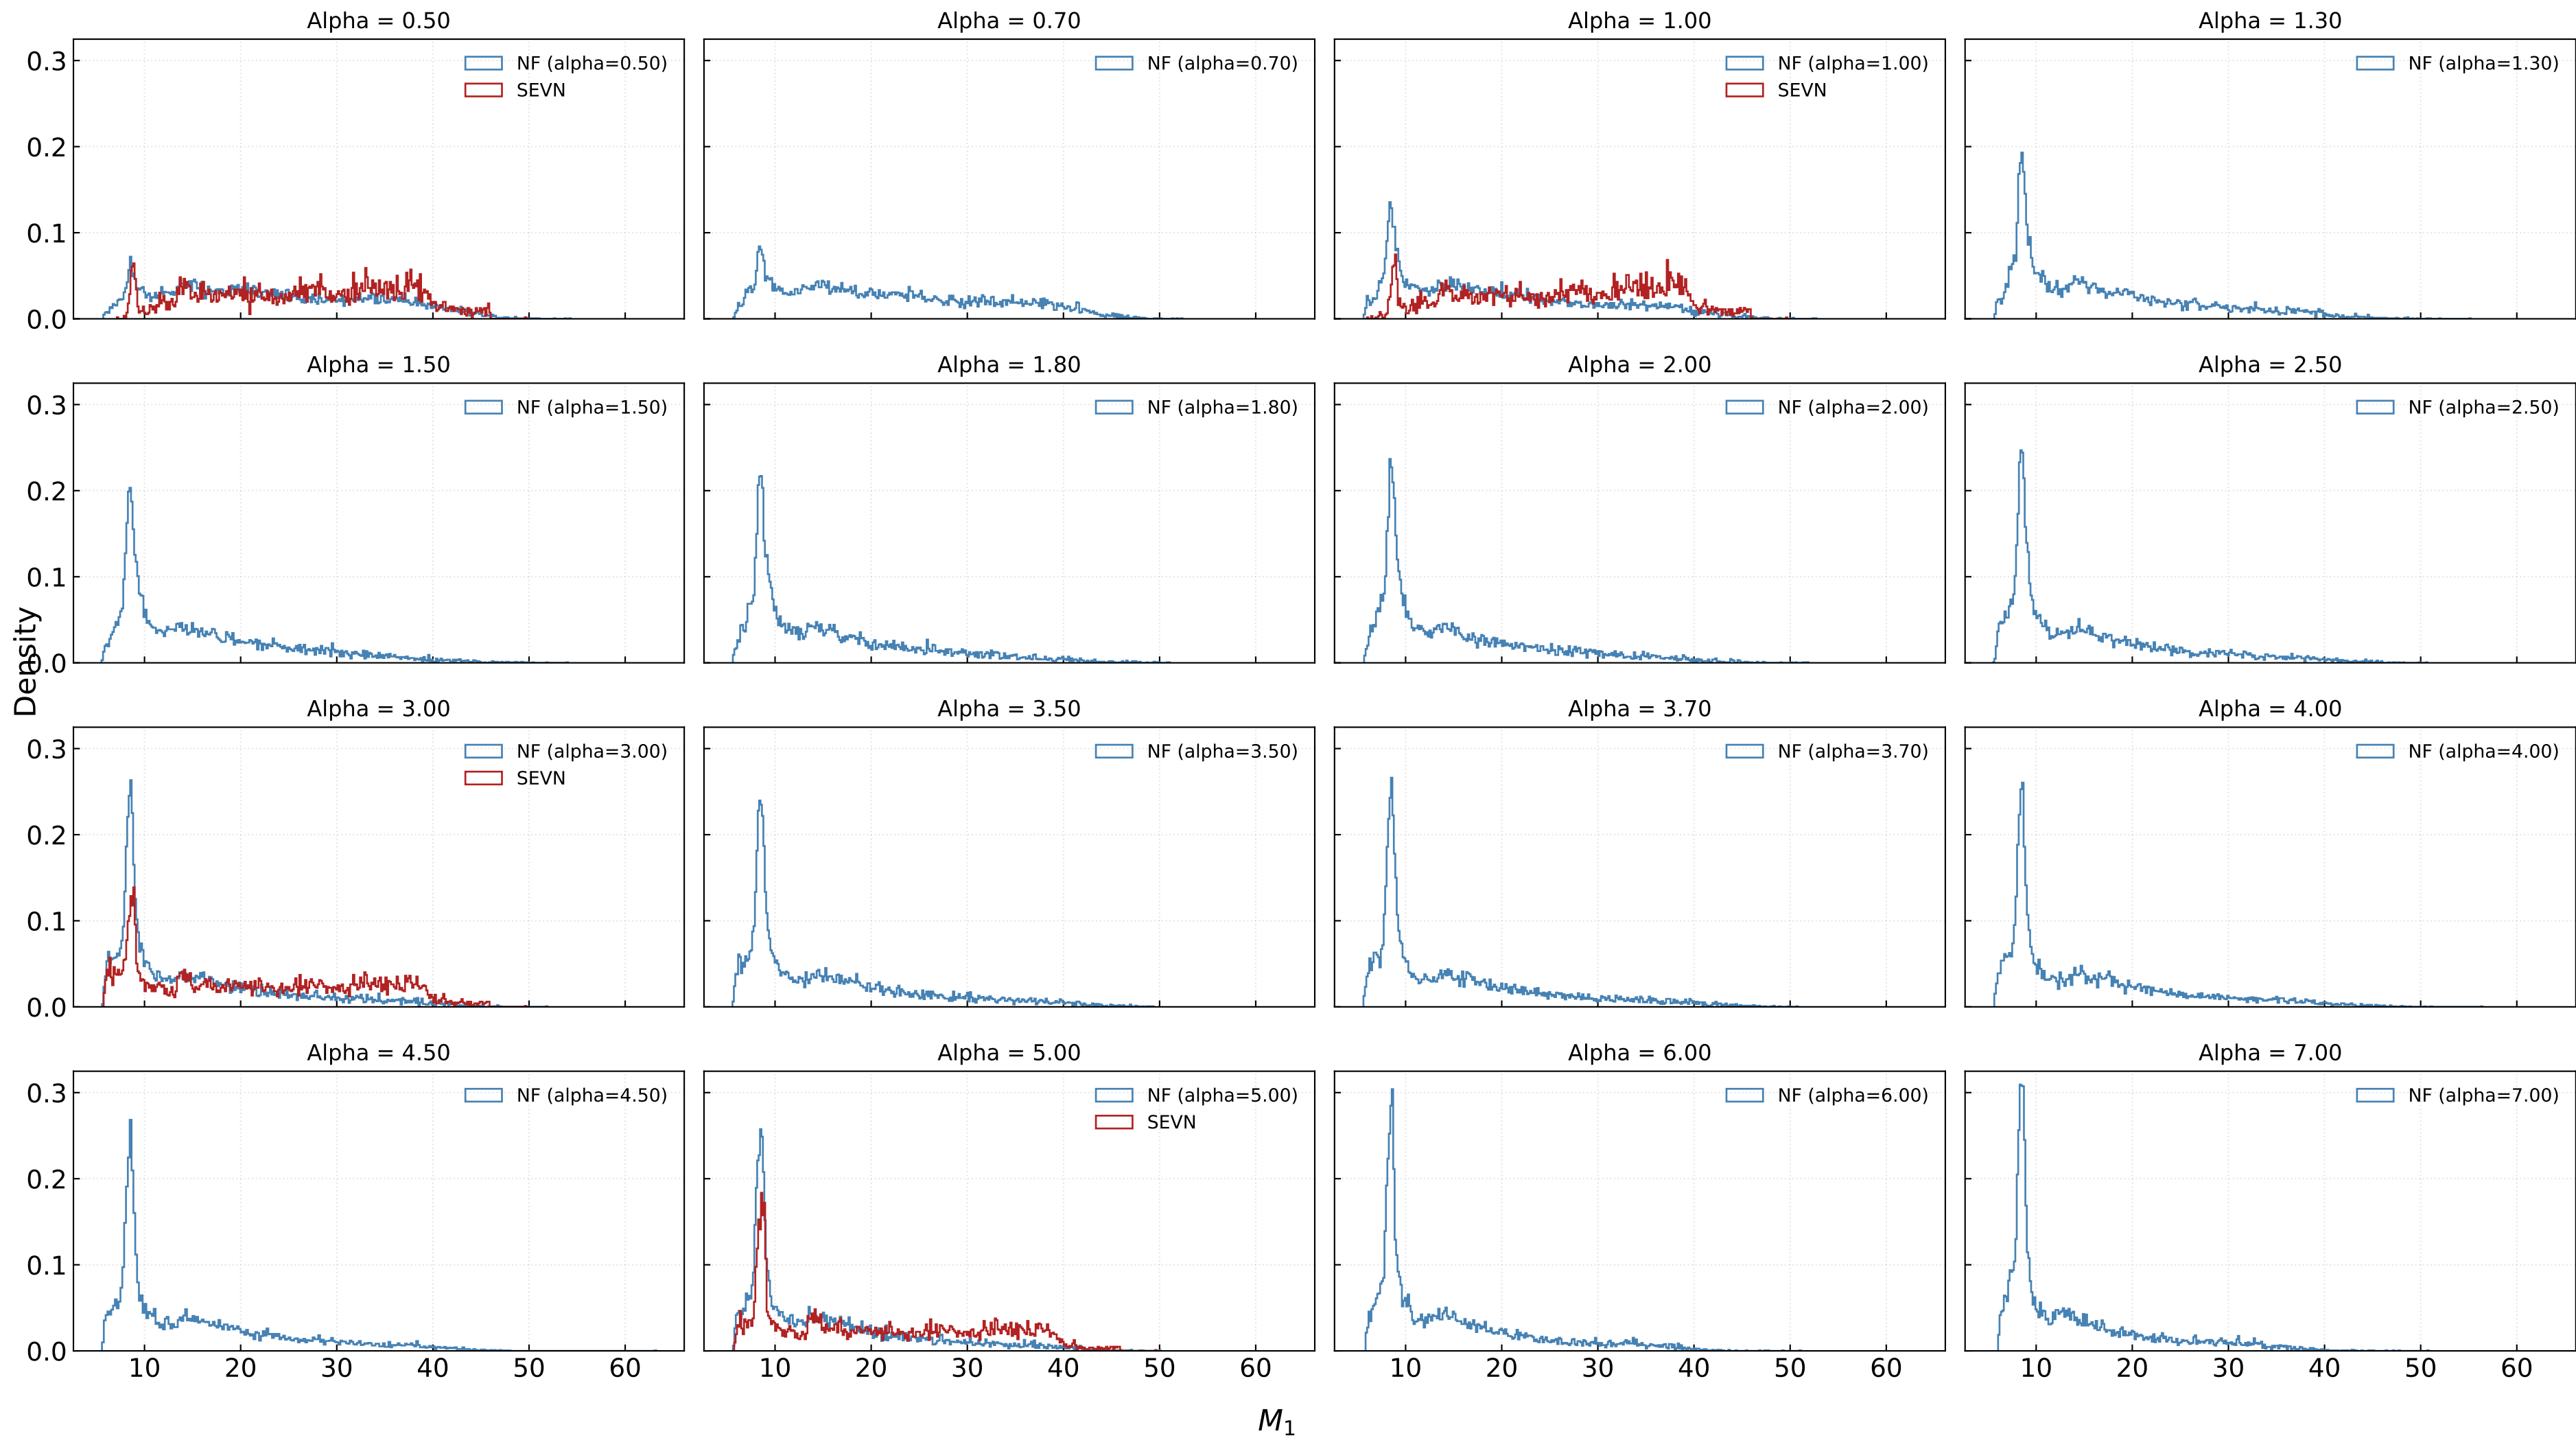 Alpha = 0.50
NF (alpha=0.50)
SEVN
0.3
0.2
0.1
0.0
Alpha = 0.70
NF (alpha=0.70)
Alpha = 1.00
NF (alpha=1.00)
SEVN
Alpha = 1.30
NF (alpha=1.30)
Alpha = 1.50
NF (alpha=1.50)
0.3
0.2
0.1
0.0
Alpha = 1.80
NF (alpha=1.80)
Alpha = 2.00
NF (alpha=2.00)
Alpha = 2.50
NF (alpha=2.50)
Density
Alpha = 3.00
NF (alpha=3.00)
SEVN
0.3
0.2
0.1
0.0
Alpha = 3.50
NF (alpha=3.50)
Alpha = 3.70
NF (alpha=3.70)
Alpha = 4.00
NF (alpha=4.00)
Alpha = 4.50
NF (alpha=4.50)
0.3
0.2
0.1
0.0
10 20 30 40 50 60
Alpha = 5.00
NF (alpha=5.00)
SEVN
10 20 30 40 50 60
Alpha = 6.00
NF (alpha=6.00)
10 20 30 40 50 60
Alpha = 7.00
NF (alpha=7.00)
10 20 30 40 50 60
M₁